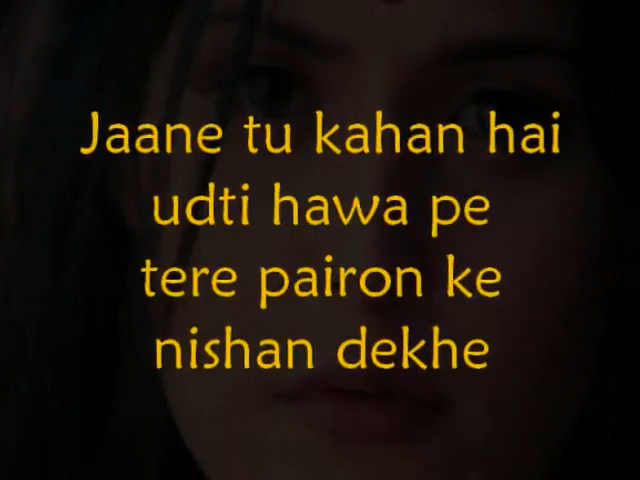 Jaane tu kahan hai
udti hawa pe
tere pairon ke
nishan dekhe